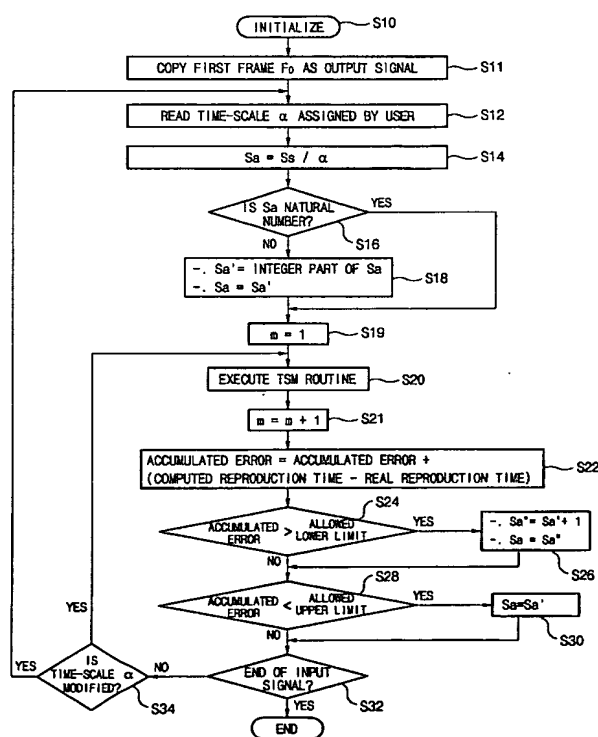 INITIALIZE
S10
COPY FIRST FRAME F0 AS OUTPUT SIGNAL
S11
READ TIME-SCALE α ASSIGNED BY USER
S12
Sa = Ss / α
S14
IS Sa NATURAL
NUMBER?
YES
S16
NO
-. Sa'= INTEGER PART OF Sa
-. Sa = Sa'
S18
m = 1
S19
EXECUTE TSM ROUTINE
S20
m = m + 1
S21
ACCUMULATED ERROR = ACCUMULATED ERROR +
(COMPUTED REPRODUCTION TIME - REAL REPRODUCTION TIME)
S22
S24
ACCUMULATED ERROR > ALLOWED LOWER LIMIT
YES
-. Sa"= Sa'+ 1
-. Sa = Sa"
S26
NO
S28
ACCUMULATED ERROR < ALLOWED UPPER LIMIT
YES
Sa=Sa'
S30
NO
YES
YES
IS
TIME-SCALE α
MODIFIED?
S34
NO
END OF INPUT
SIGNAL?
S32
YES
END